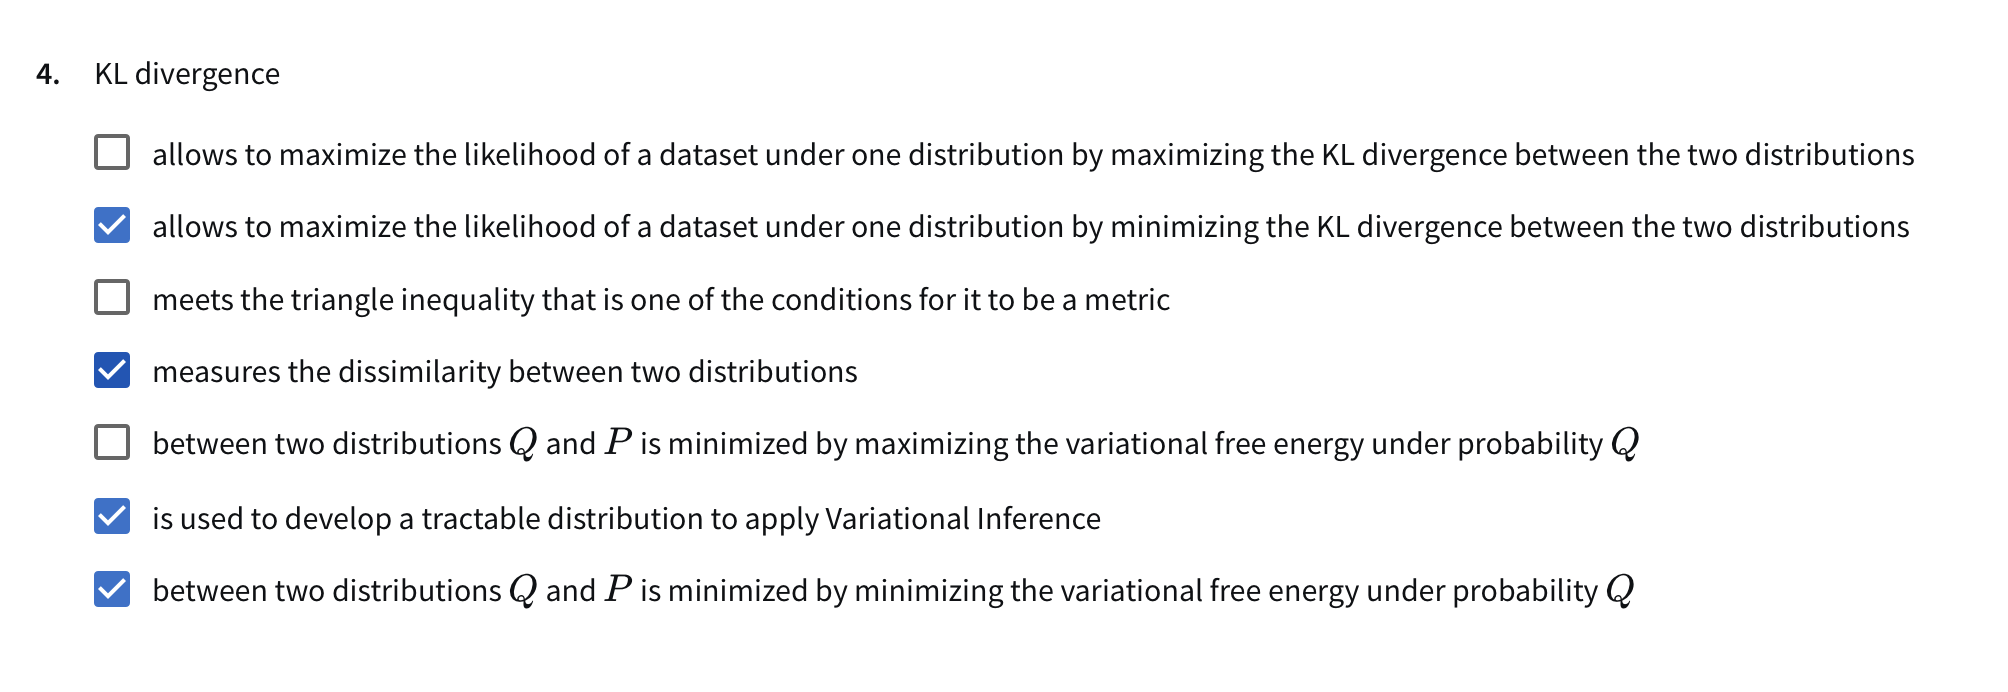 4. KL divergence
allows to maximize the likelihood of a dataset under one distribution by maximizing the KL divergence between the two distributions
allows to maximize the likelihood of a dataset under one distribution by minimizing the KL divergence between the two distributions
meets the triangle inequality that is one of the conditions for it to be a metric
measures the dissimilarity between two distributions
between two distributions Q and P is minimized by maximizing the variational free energy under probability Q
is used to develop a tractable distribution to apply Variational Inference
between two distributions Q and P is minimized by minimizing the variational free energy under probability Q